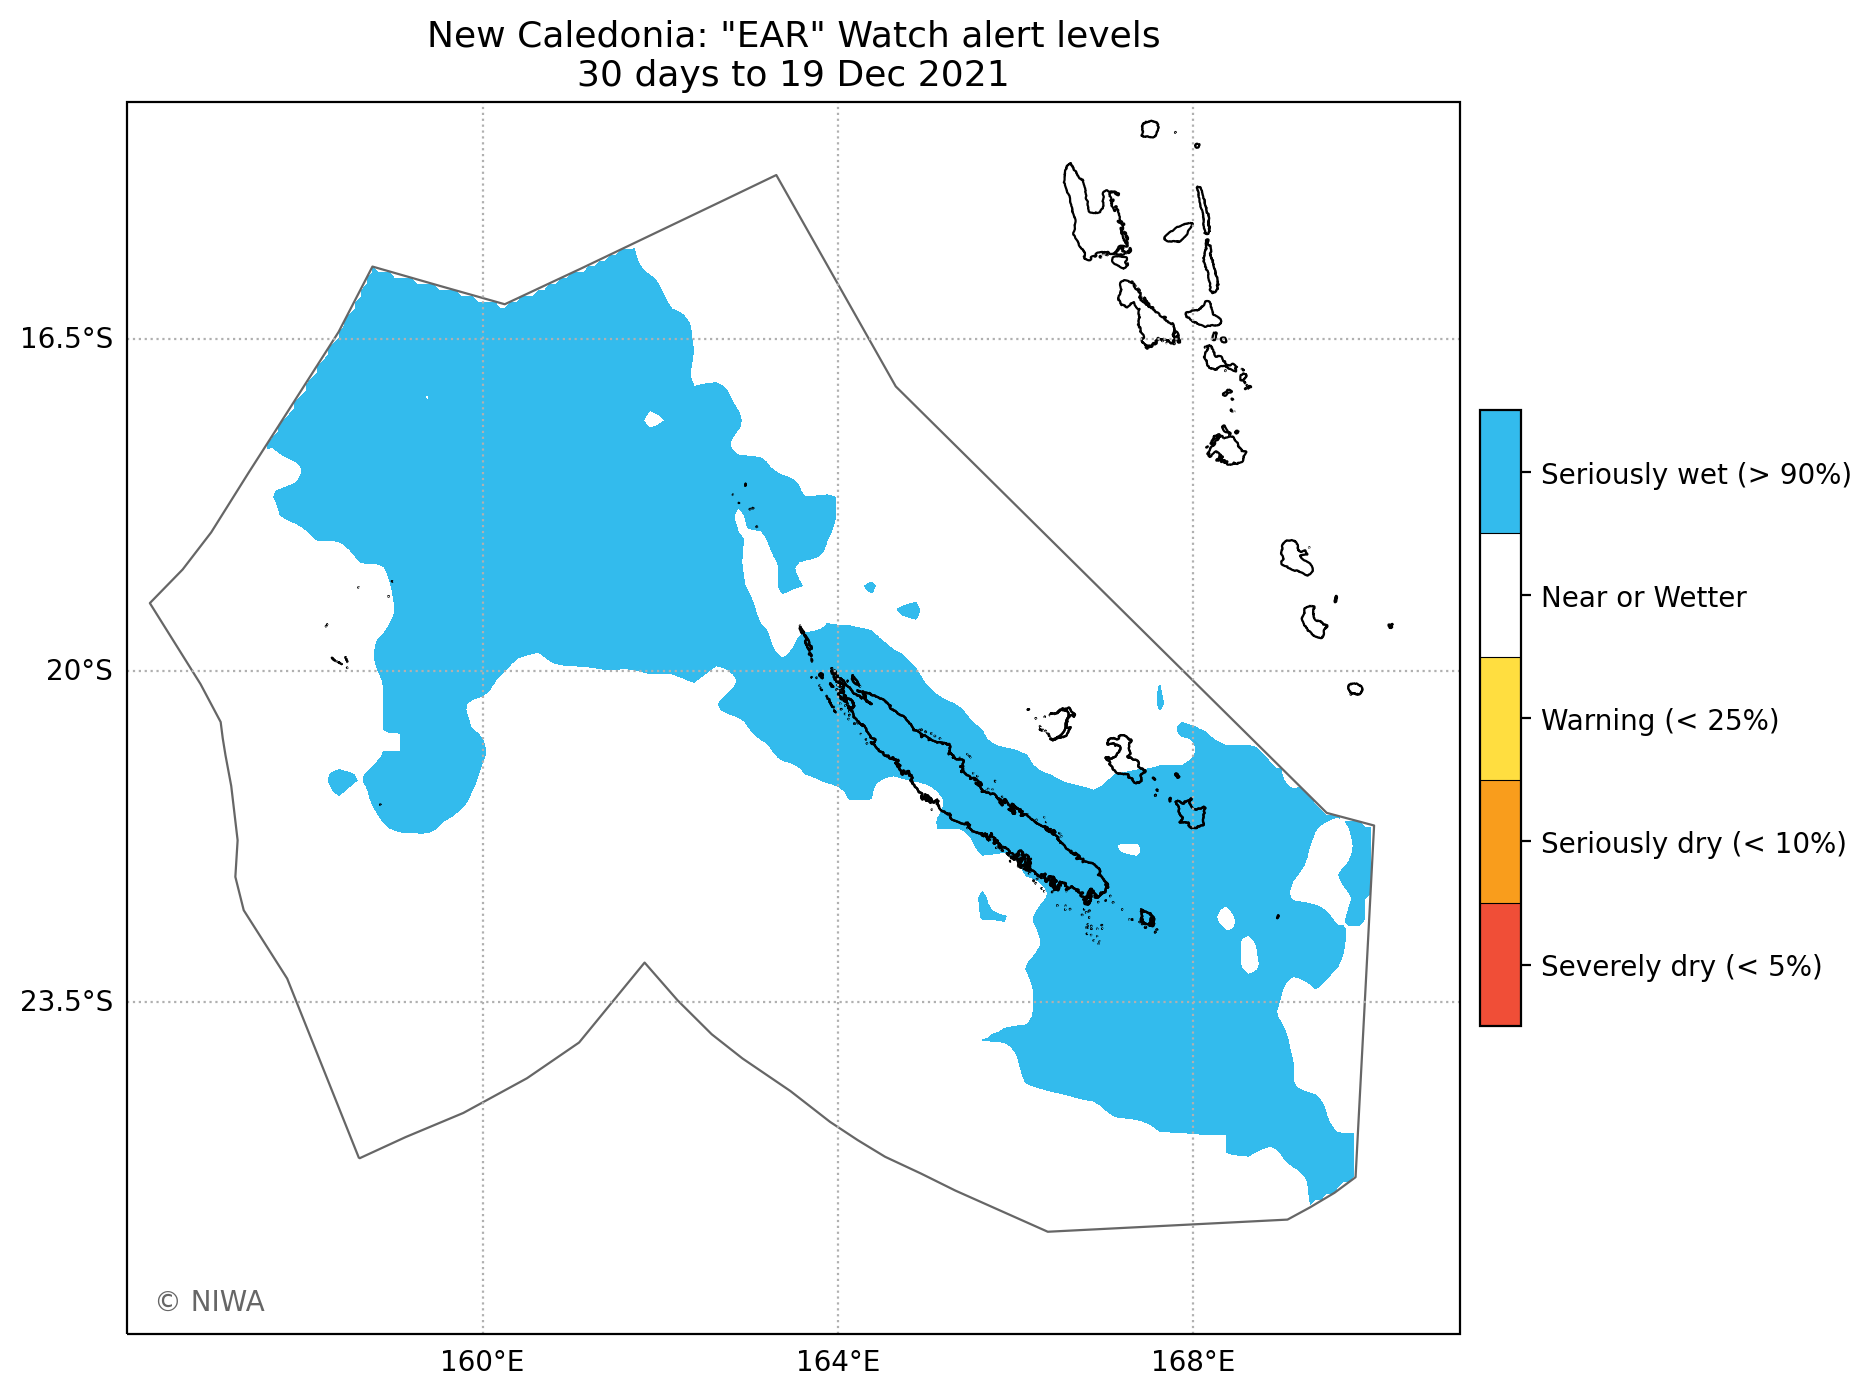 New Caledonia: "EAR" Watch alert levels
30 days to 19 Dec 2021
16.5°S
20°S
23.5°S
160°E
164°E
168°E
Seriously wet (> 90%)
Near or Wetter
Warning (< 25%)
Seriously dry (< 10%)
Severely dry (< 5%)
© NIWA